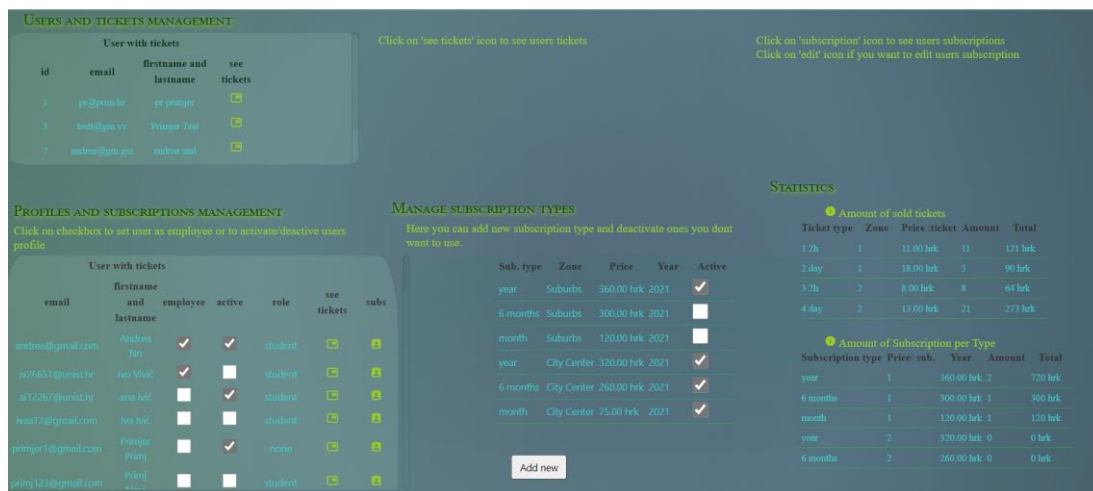 USERS AND TICKETS MANAGEMENT
User with tickets
id email firstname and lastname see tickets
1 pr@prim.hr pr primjer
3 testt@gm.vv Primjer Test
7 andrea@gm.gm andrea and
Click on 'see tickets' icon to see users tickets
Click on 'subscription' icon to see users subscriptions
Click on 'edit' icon if you want to edit users subscription
PROFILES AND SUBSCRIPTIONS MANAGEMENT
Click on checkbox to set user as employee or to activate/deactive users
profile
User with tickets
email firstname and lastname employee active role see tickets subs
andrea@gmail.com Andrea Nn student
iv26651@unist.hr Ivo Vivić student
ai12267@unist.hr ana ivić student
ivaa12@gmail.com Iva Ivić student
primjer1@gmail.com Primjer Primj none
primj123@gmail.com Primj student
MANAGE SUBSCRIPTION TYPES
Here you can add new subscription type and deactivate ones you dont
want to use.
Sub. type Zone Price Year Active
year Suburbs 360.00 hrk 2021
6 months Suburbs 300.00 hrk 2021
month Suburbs 120.00 hrk 2021
year City Center 320.00 hrk 2021
6 months City Center 260.00 hrk 2021
month City Center 75.00 hrk 2021
Add new
STATISTICS
Amount of sold tickets
Ticket type Zone Price /ticket Amount Total
1 2h 1 11.00 hrk 11 121 hrk
2 day 1 18.00 hrk 5 90 hrk
3 2h 2 8.00 hrk 8 64 hrk
4 day 2 13.00 hrk 21 273 hrk
Amount of Subscription per Type
Subscription type Price/ sub. Year Amount Total
year 1 360.00 hrk 2 720 hrk
6 months 1 300.00 hrk 1 300 hrk
month 1 120.00 hrk 1 120 hrk
year 2 320.00 hrk 0 0 hrk
6 months 2 260.00 hrk 0 0 hrk